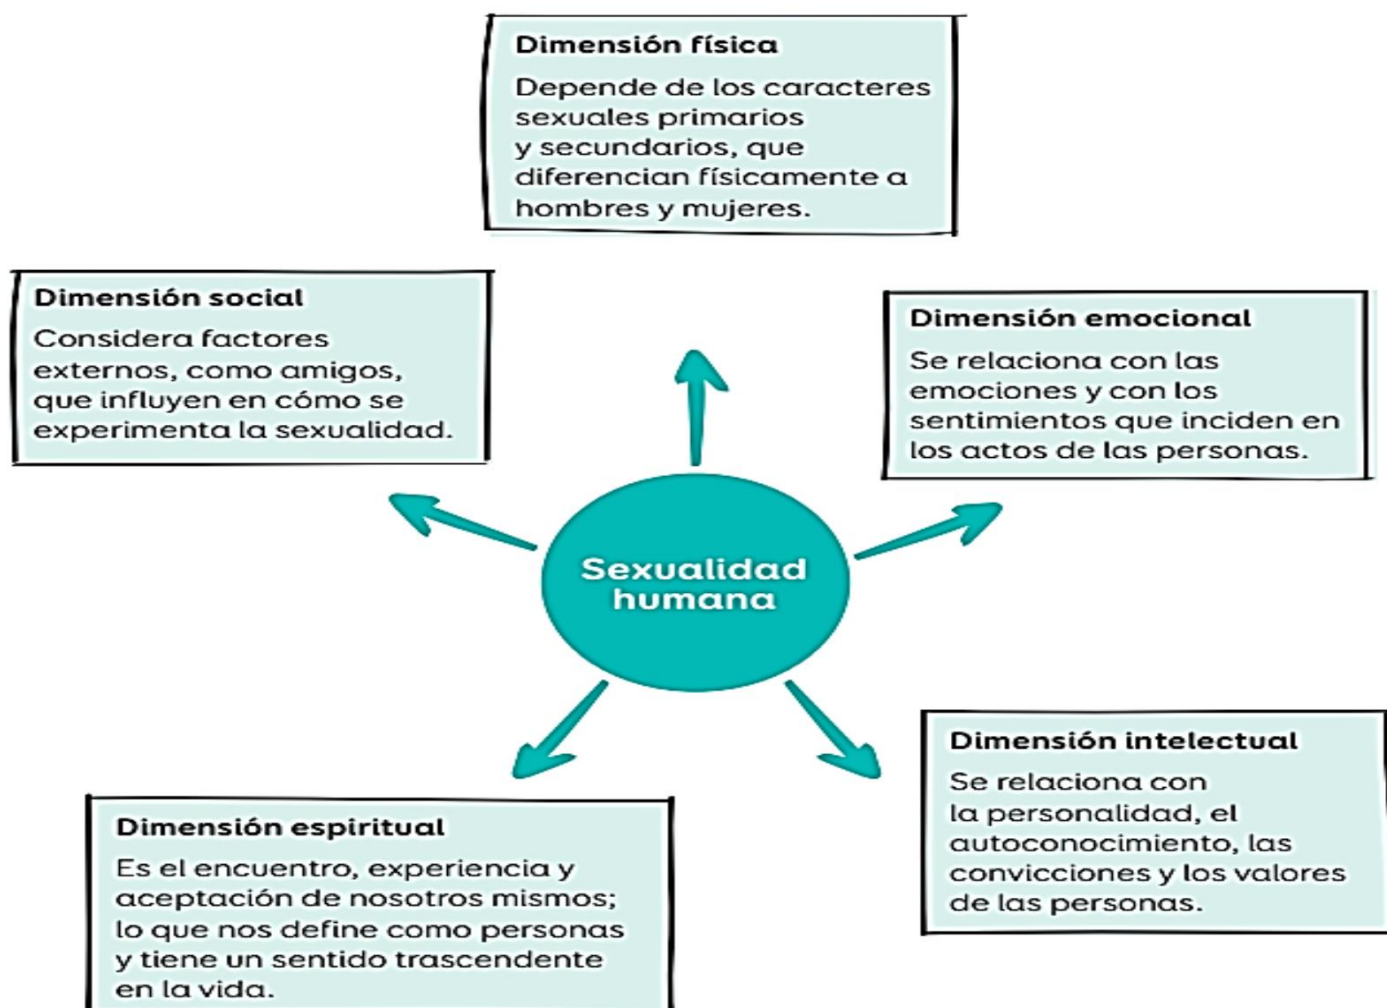 Dimensión física
Depende de los caracteres
sexuales primarios
y secundarios, que
diferencian físicamente a
hombres y mujeres.
Dimensión social
Considera factores
externos, como amigos,
que influyen en cómo se
experimenta la sexualidad.
Dimensión emocional
Se relaciona con las
emociones y con los
sentimientos que inciden en
los actos de las personas.
Sexualidad
humana
Dimensión intelectual
Se relaciona con
la personalidad, el
autoconocimiento, las
convicciones y los valores
de las personas.
Dimensión espiritual
Es el encuentro, experiencia y
aceptación de nosotros mismos;
lo que nos define como personas
y tiene un sentido trascendente
en la vida.